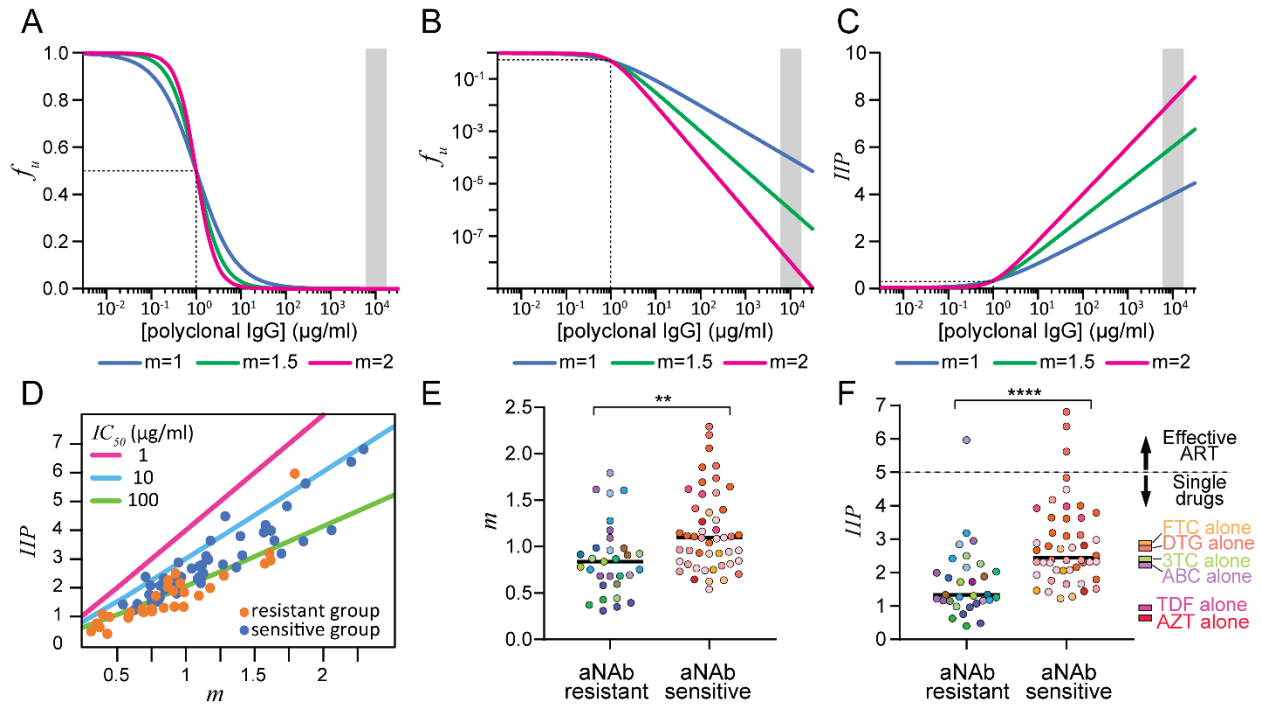 A
B
C
1.0
0.8
0.6
0.4
0.2
0.0
f_u
10^-2 10^-1 10^0 10^1 10^2 10^3 10^4
[polyclonal IgG] (µg/ml)
m=1 m=1.5 m=2
10^-1
10^-3
10^-5
10^-7
f_u
10^-2 10^-1 10^0 10^1 10^2 10^3 10^4
[polyclonal IgG] (µg/ml)
m=1 m=1.5 m=2
10
8
6
4
2
0
IIP
10^-2 10^-1 10^0 10^1 10^2 10^3 10^4
[polyclonal IgG] (µg/ml)
m=1 m=1.5 m=2
D
IC_50 (µg/ml)
1
10
100
7
6
5
4
3
2
1
0
IIP
resistant group
sensitive group
0.5 1 1.5 2
m
E
**
2.5
2.0
1.5
1.0
0.5
0.0
m
aNAb
resistant
aNAb
sensitive
F
****
7
6
5
4
3
2
1
0
IIP
aNAb
resistant
aNAb
sensitive
Effective
ART
Single
drugs
FTC alone
DTG alone
3TC alone
ABC alone
TDF alone
AZT alone